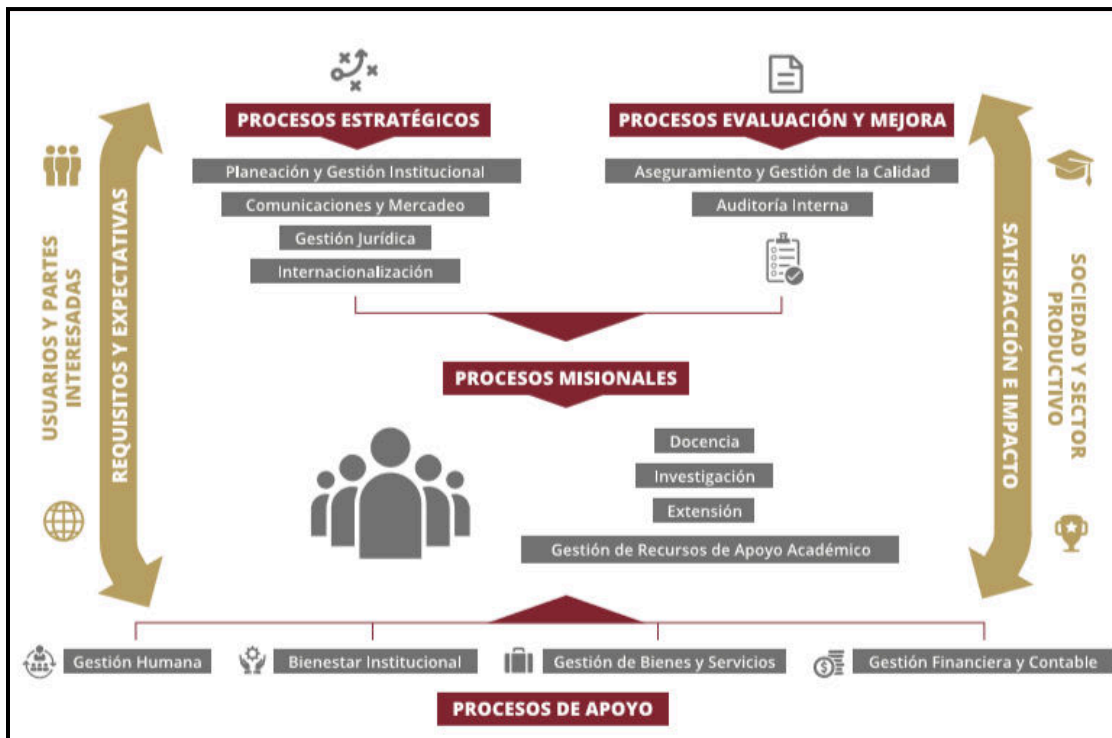 PROCESOS ESTRATÉGICOS
Planeación y Gestión Institucional
Comunicaciones y Mercadeo
Gestión Jurídica
Internacionalización
PROCESOS EVALUACIÓN Y MEJORA
Aseguramiento y Gestión de la Calidad
Auditoría Interna
USUARIOS Y PARTES
INTERESADAS
REQUISITOS Y EXPECTATIVAS
PROCESOS MISIONALES
Docencia
Investigación
Extensión
Gestión de Recursos de Apoyo Académico
SATISFACCIÓN E IMPACTO
SOCIEDAD Y SECTOR
PRODUCTIVO
Gestión Humana
Bienestar Institucional
Gestión de Bienes y Servicios
$
Gestión Financiera y Contable
PROCESOS DE APOYO